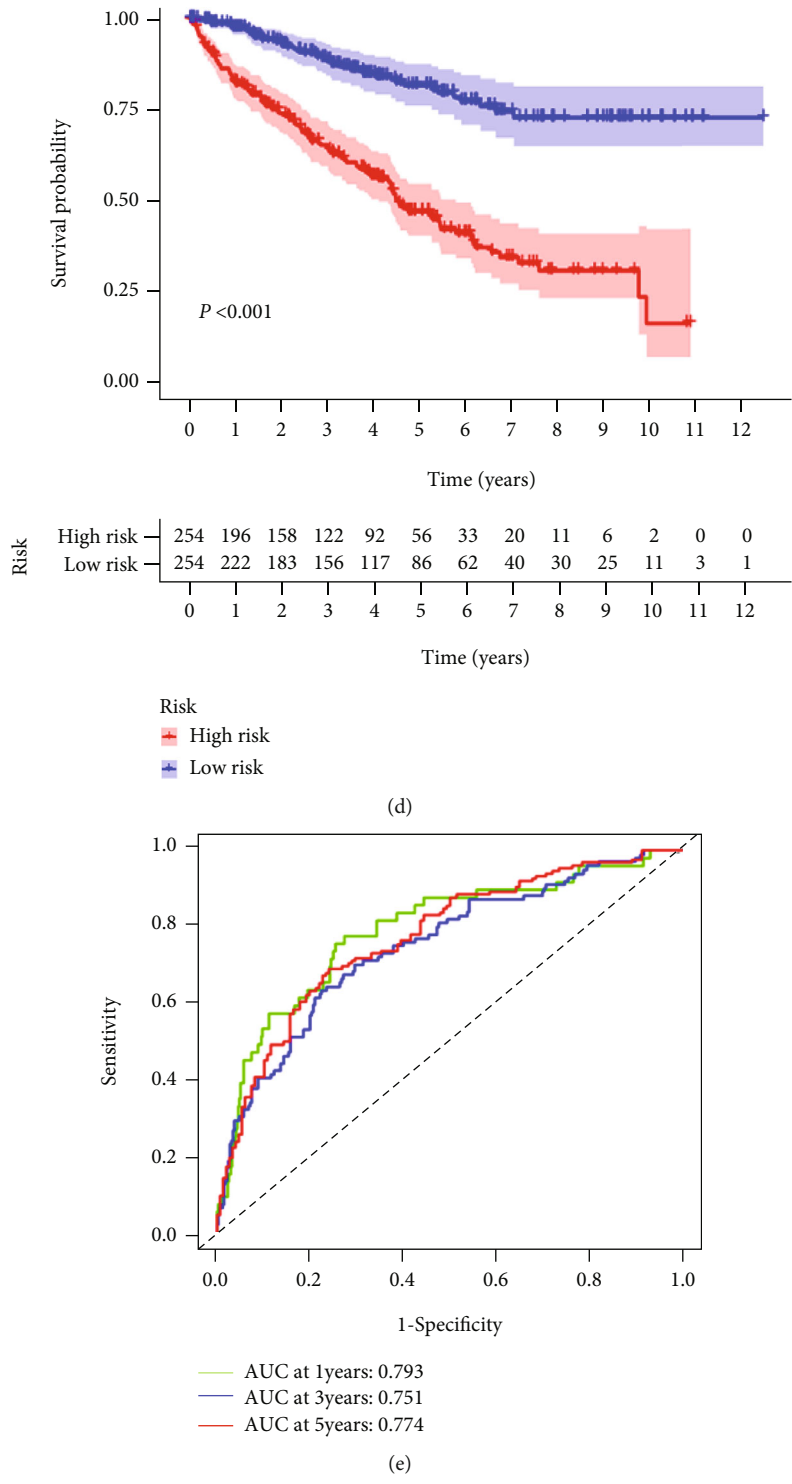 1.00
0.75
0.50
0.25
0.00
Survival probability
P <0.001
0 1 2 3 4 5 6 7 8 9 10 11 12
Time (years)
Risk
High risk 254 196 158 122 92 56 33 20 11 6 2 0 0
Low risk 254 222 183 156 117 86 62 40 30 25 11 3 1
0 1 2 3 4 5 6 7 8 9 10 11 12
Time (years)
Risk
High risk
Low risk
(d)
1.0
0.8
0.6
0.4
0.2
0.0
Sensitivity
0.0 0.2 0.4 0.6 0.8 1.0
1-Specificity
AUC at 1years: 0.793
AUC at 3years: 0.751
AUC at 5years: 0.774
(e)